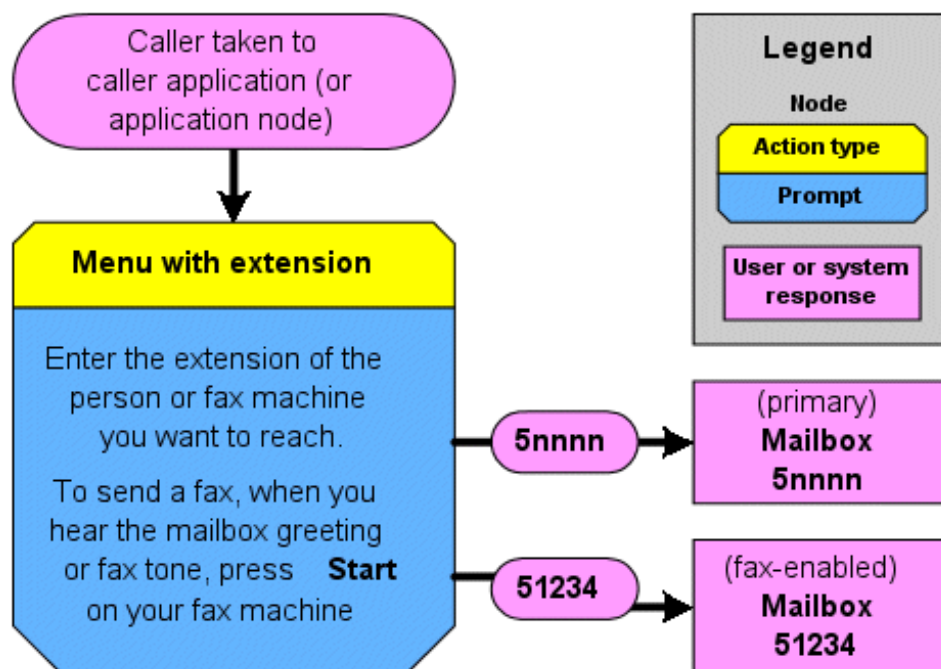 Caller taken to
caller application (or
application node)
Menu with extension
Enter the extension of the
person or fax machine
you want to reach.
To send a fax, when you
hear the mailbox greeting
or fax tone, press Start
on your fax machine
5nnnn
(primary)
Mailbox
5nnnn
51234
(fax-enabled)
Mailbox
51234
Legend
Node
Action type
Prompt
User or system
response